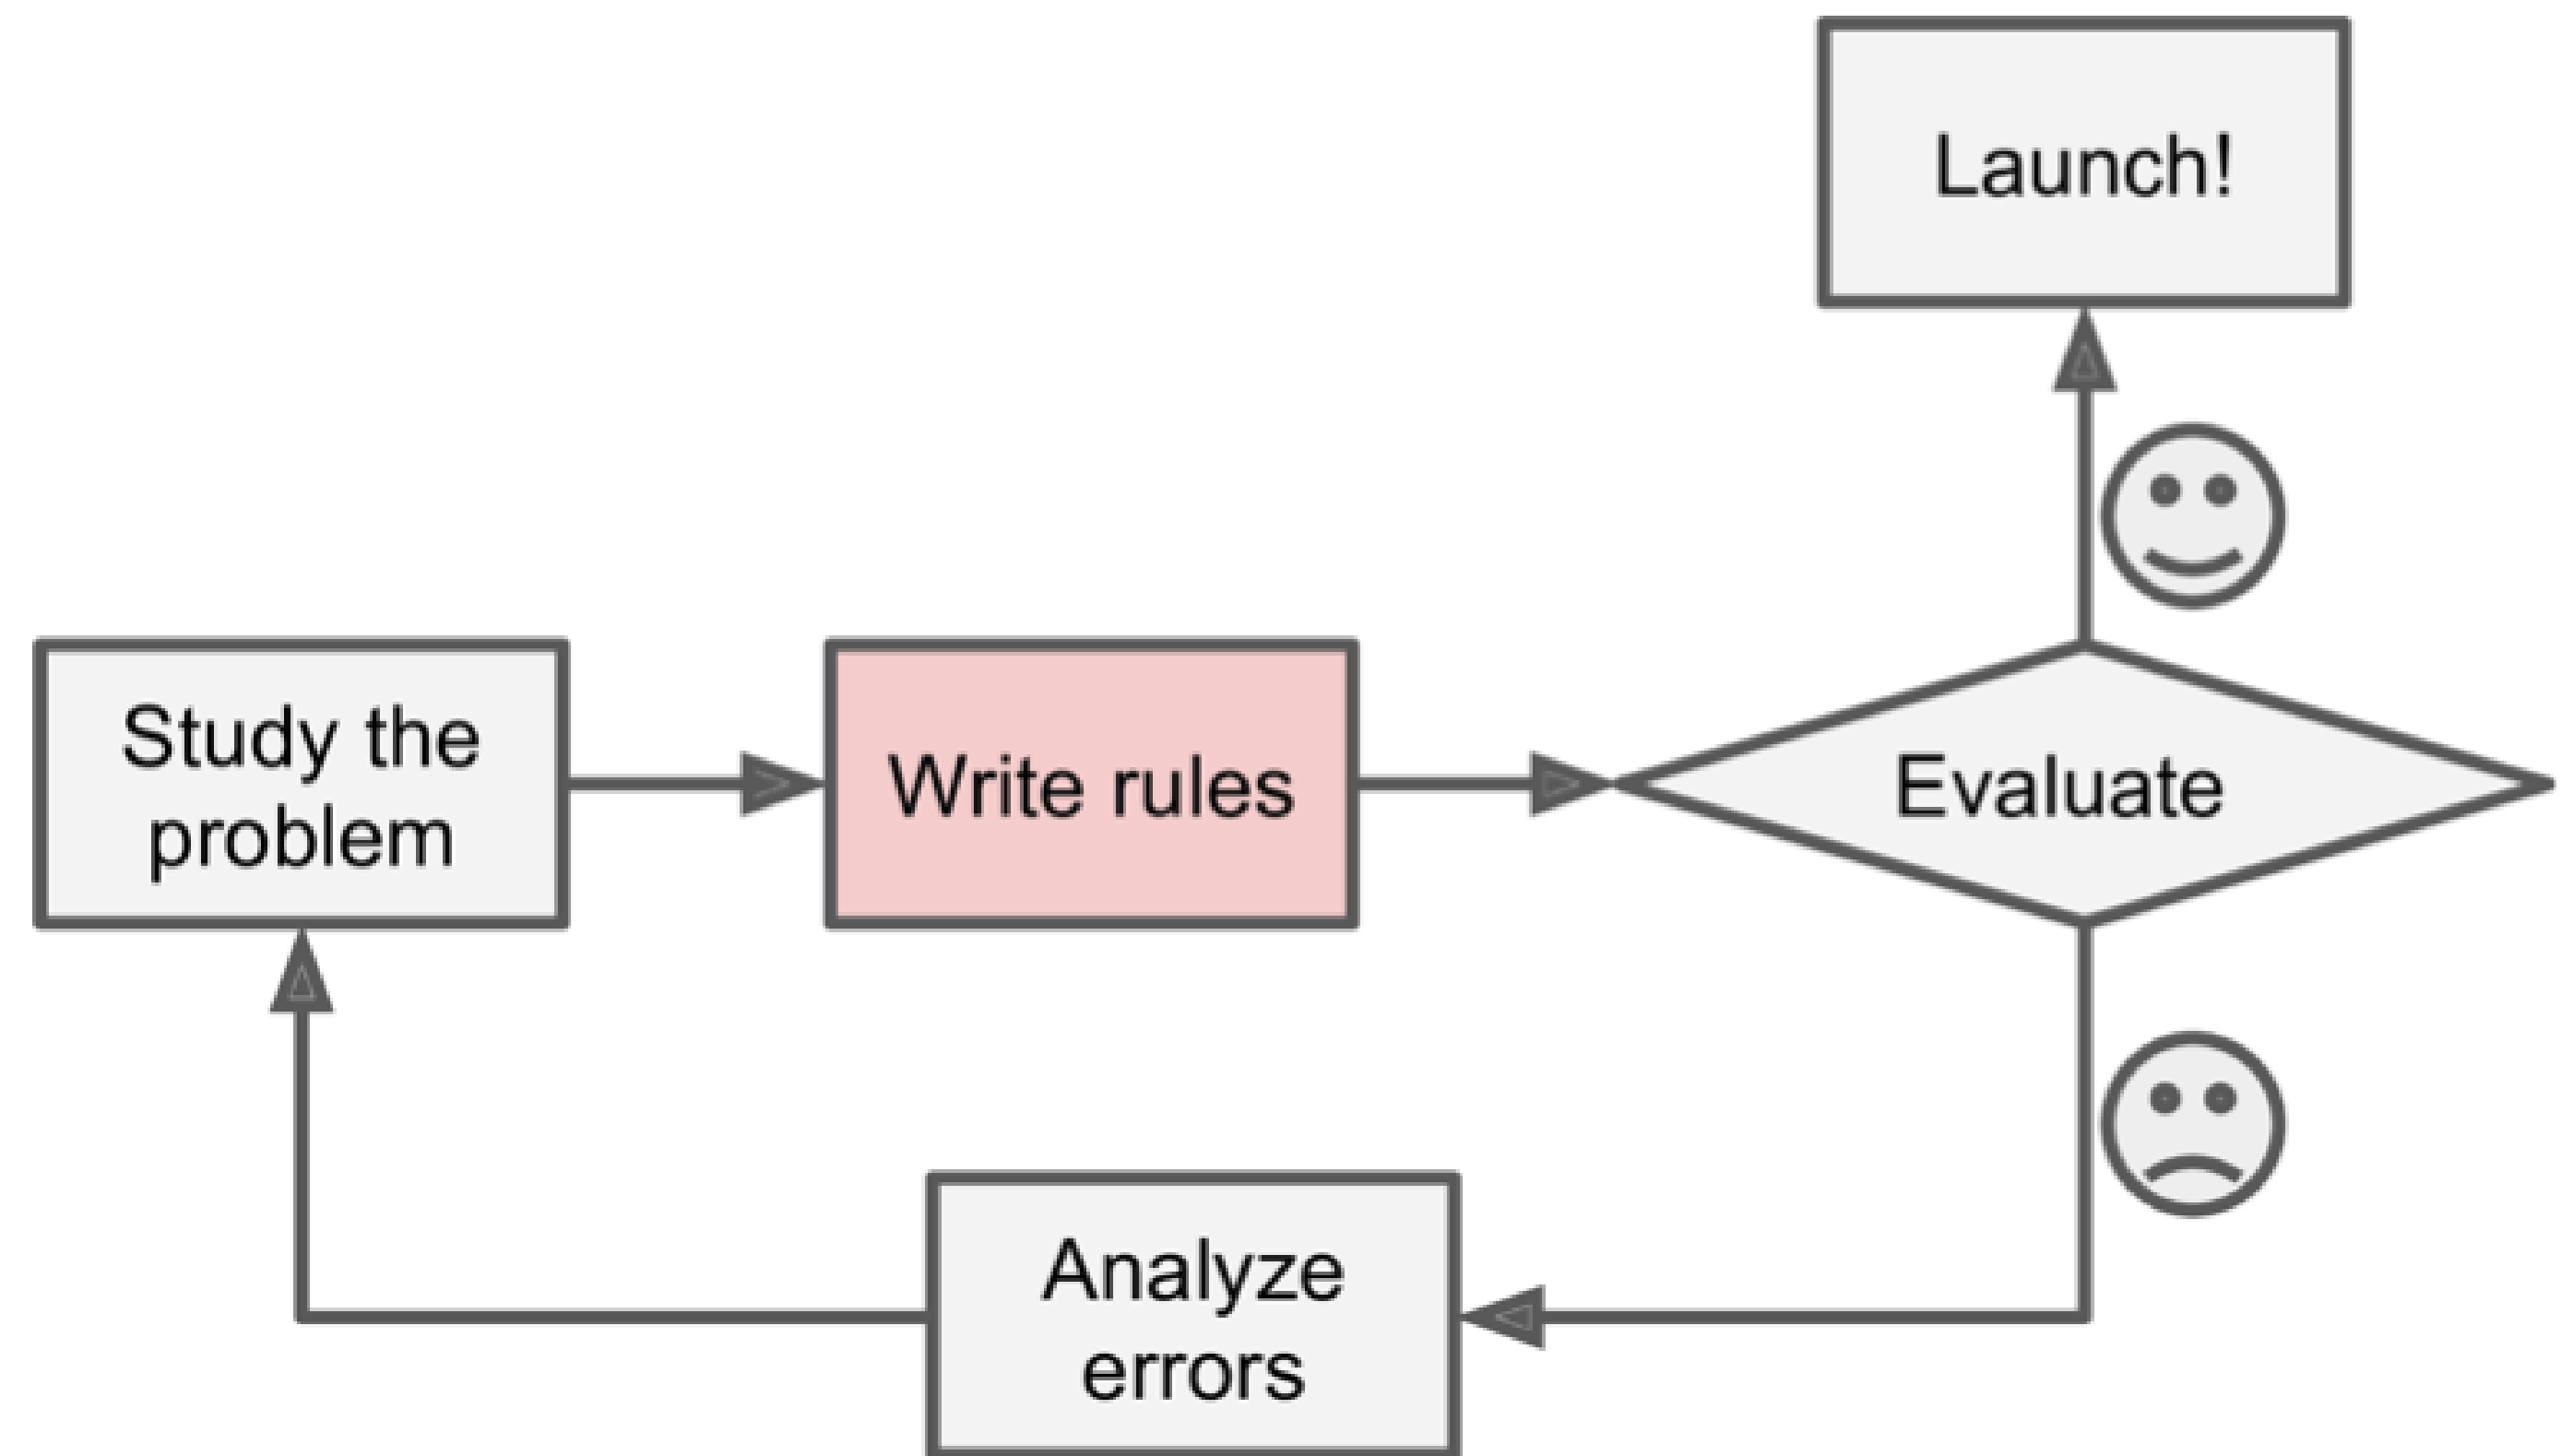 Launch!
Study the
problem
Write rules
Evaluate
Analyze
errors